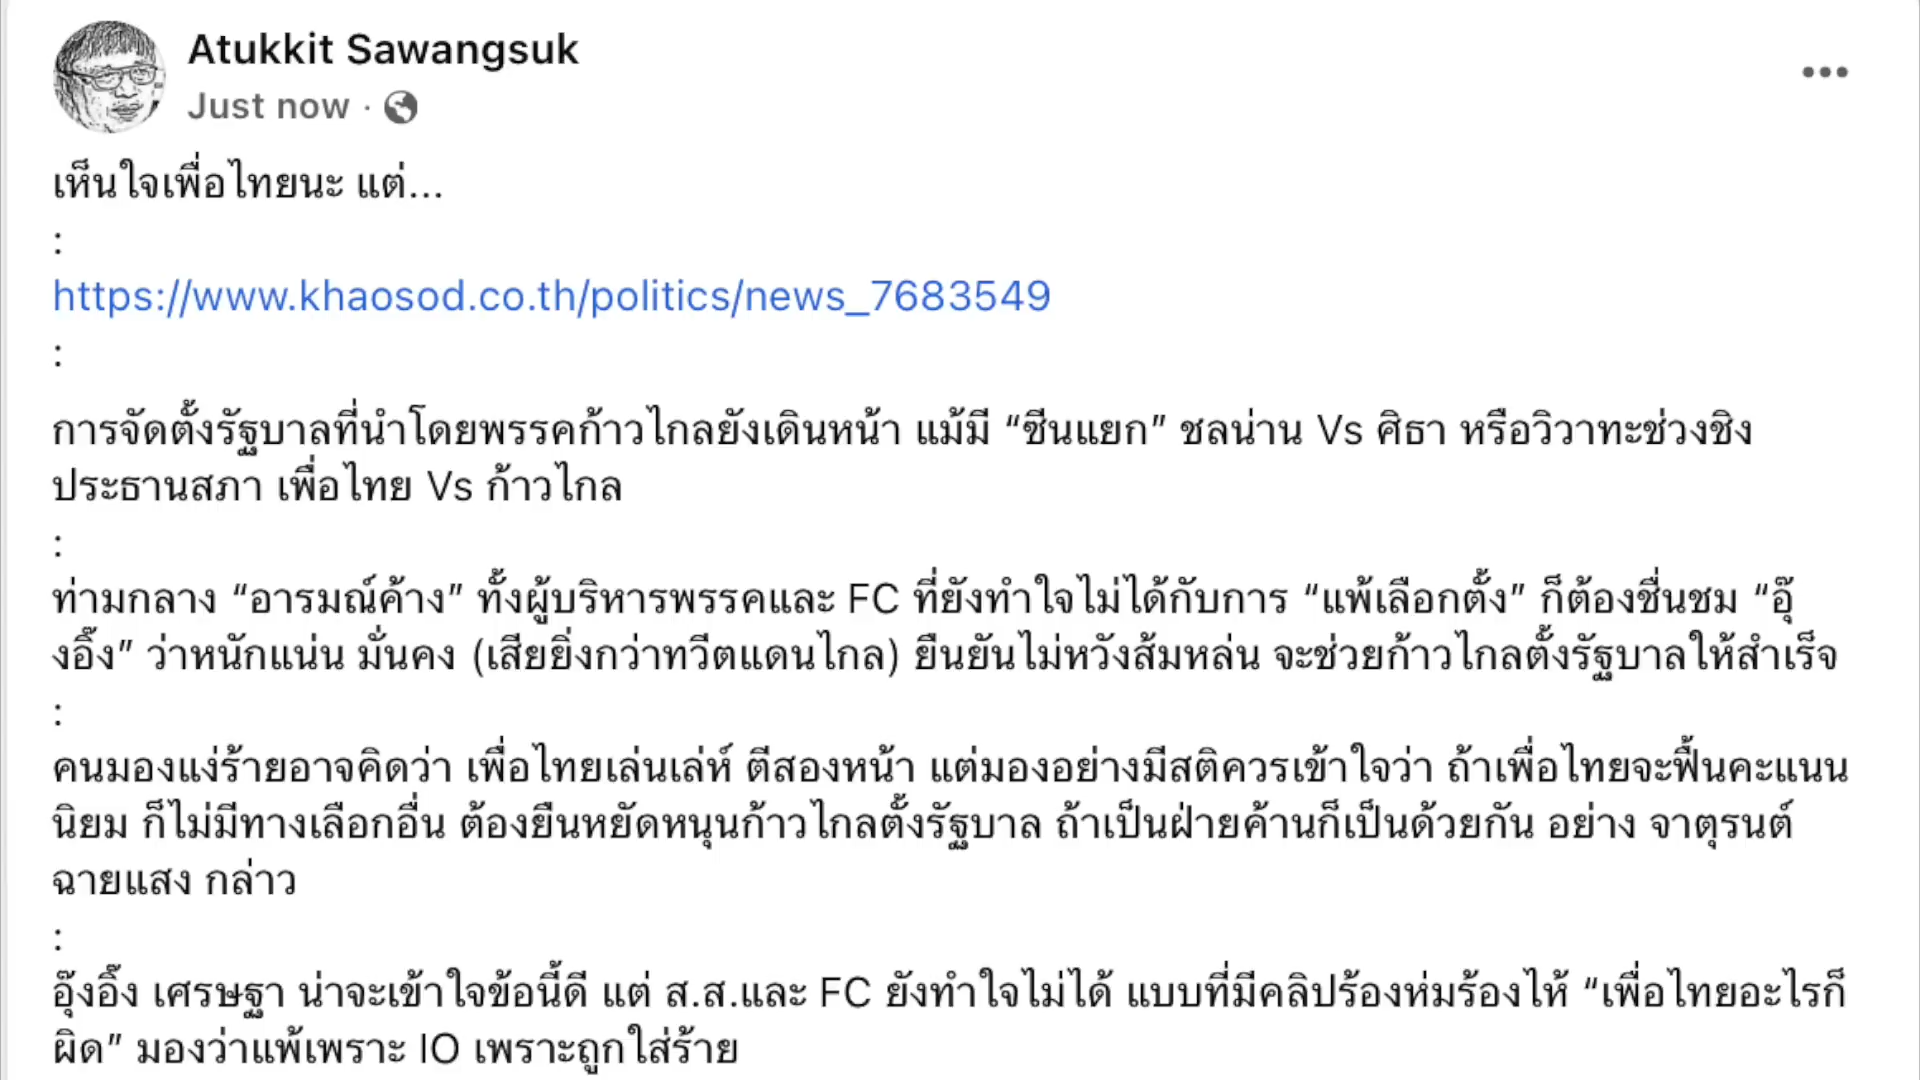 Atukkit Sawangsuk
Just now ·
เห็นใจเพื่อไทยนะ แต่...
:
https://www.khaosod.co.th/politics/news_7683549
:
การจัดตั้งรัฐบาลที่นำโดยพรรคก้าวไกลยังเดินหน้า แม้มี “ซีนแยก” ชลน่าน Vs ศิธา หรือวิวาทะช่วงชิง
ประธานสภา เพื่อไทย Vs ก้าวไกล
:
ท่ามกลาง “อารมณ์ค้าง” ทั้งผู้บริหารพรรคและ FC ที่ยังทำใจไม่ได้กับการ “แพ้เลือกตั้ง” ก็ต้องชื่นชม “อุ๊
งอิ๊ง” ว่าหนักแน่น มั่นคง (เสียยิ่งกว่าทวีตแดนไกล) ยืนยันไม่หวังส้มหล่น จะช่วยก้าวไกลตั้งรัฐบาลให้สำเร็จ
:
คนมองแง่ร้ายอาจคิดว่า เพื่อไทยเล่นเล่ห์ ตีสองหน้า แต่มองอย่างมีสติควรเข้าใจว่า ถ้าเพื่อไทยจะฟื้นคะแนน
นิยม ก็ไม่มีทางเลือกอื่น ต้องยืนหยัดหนุนก้าวไกลตั้งรัฐบาล ถ้าเป็นฝ่ายค้านก็เป็นด้วยกัน อย่าง จาตุรนต์
ฉายแสง กล่าว
:
อุ๊งอิ๊ง เศรษฐา น่าจะเข้าใจข้อนี้ดี แต่ ส.ส.และ FC ยังทำใจไม่ได้ แบบที่มีคลิปร้องห่มร้องไห้ “เพื่อไทยอะไรก็
ผิด” มองว่าแพ้เพราะ IO เพราะถูกใส่ร้าย